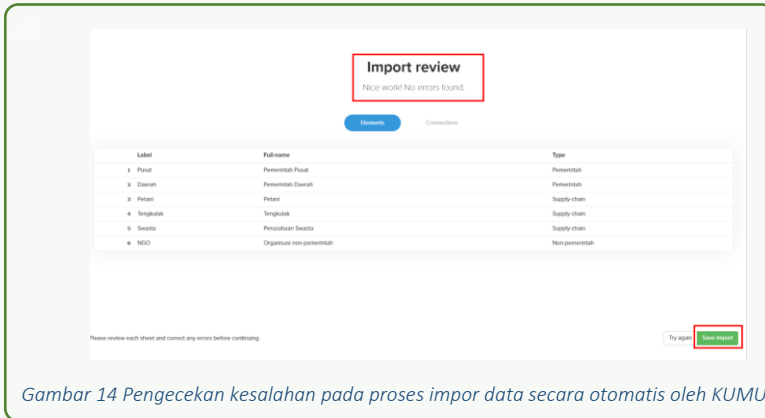 Import review
Nice work! No errors found.
Elements Connections
Label Full-name Type
1 Pusat Pemerintah Pusat Pemerintah
2 Daerah Pemerintah Daerah Pemerintah
3 Petani Petani Supply-chain
4 Tengkulak Tengkulak Supply-chain
5 Swasta Perusahaan Swasta Supply-chain
6 NGO Organisasi non-pemerintah Non-pemerintah
Please review each sheet and correct any errors before continuing. Try again Save import
Gambar 14 Pengecekan kesalahan pada proses impor data secara otomatis oleh KUMU